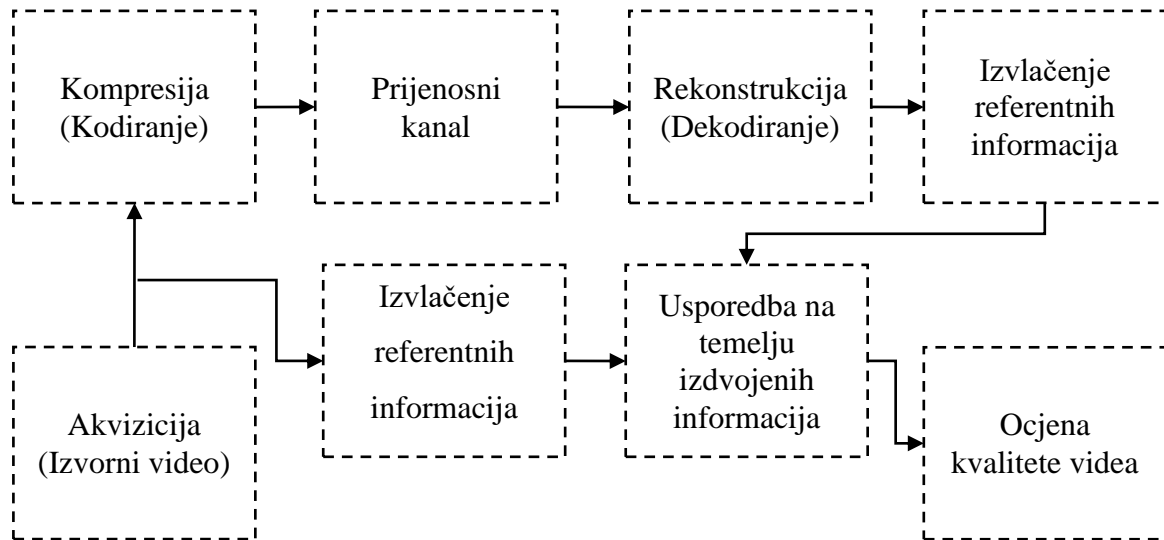 Kompresija
(Kodiranje)
Prijenosni
kanal
Rekonstrukcija
(Dekodiranje)
Izvlačenje
referentnih
informacija
Izvlačenje
referentnih
informacija
Usporedba na
temelju
izdvojenih
informacija
Akvizicija
(Izvorni video)
Ocjena
kvalitete videa